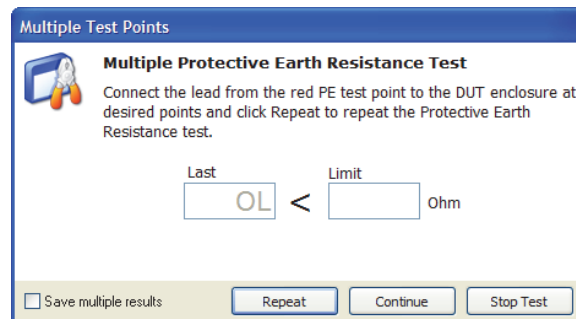 Multiple Test Points
Multiple Protective Earth Resistance Test
Connect the lead from the red PE test point to the DUT enclosure at
desired points and click Repeat to repeat the Protective Earth
Resistance test.
Last Limit
OL < Ohm
Save multiple results Repeat Continue Stop Test